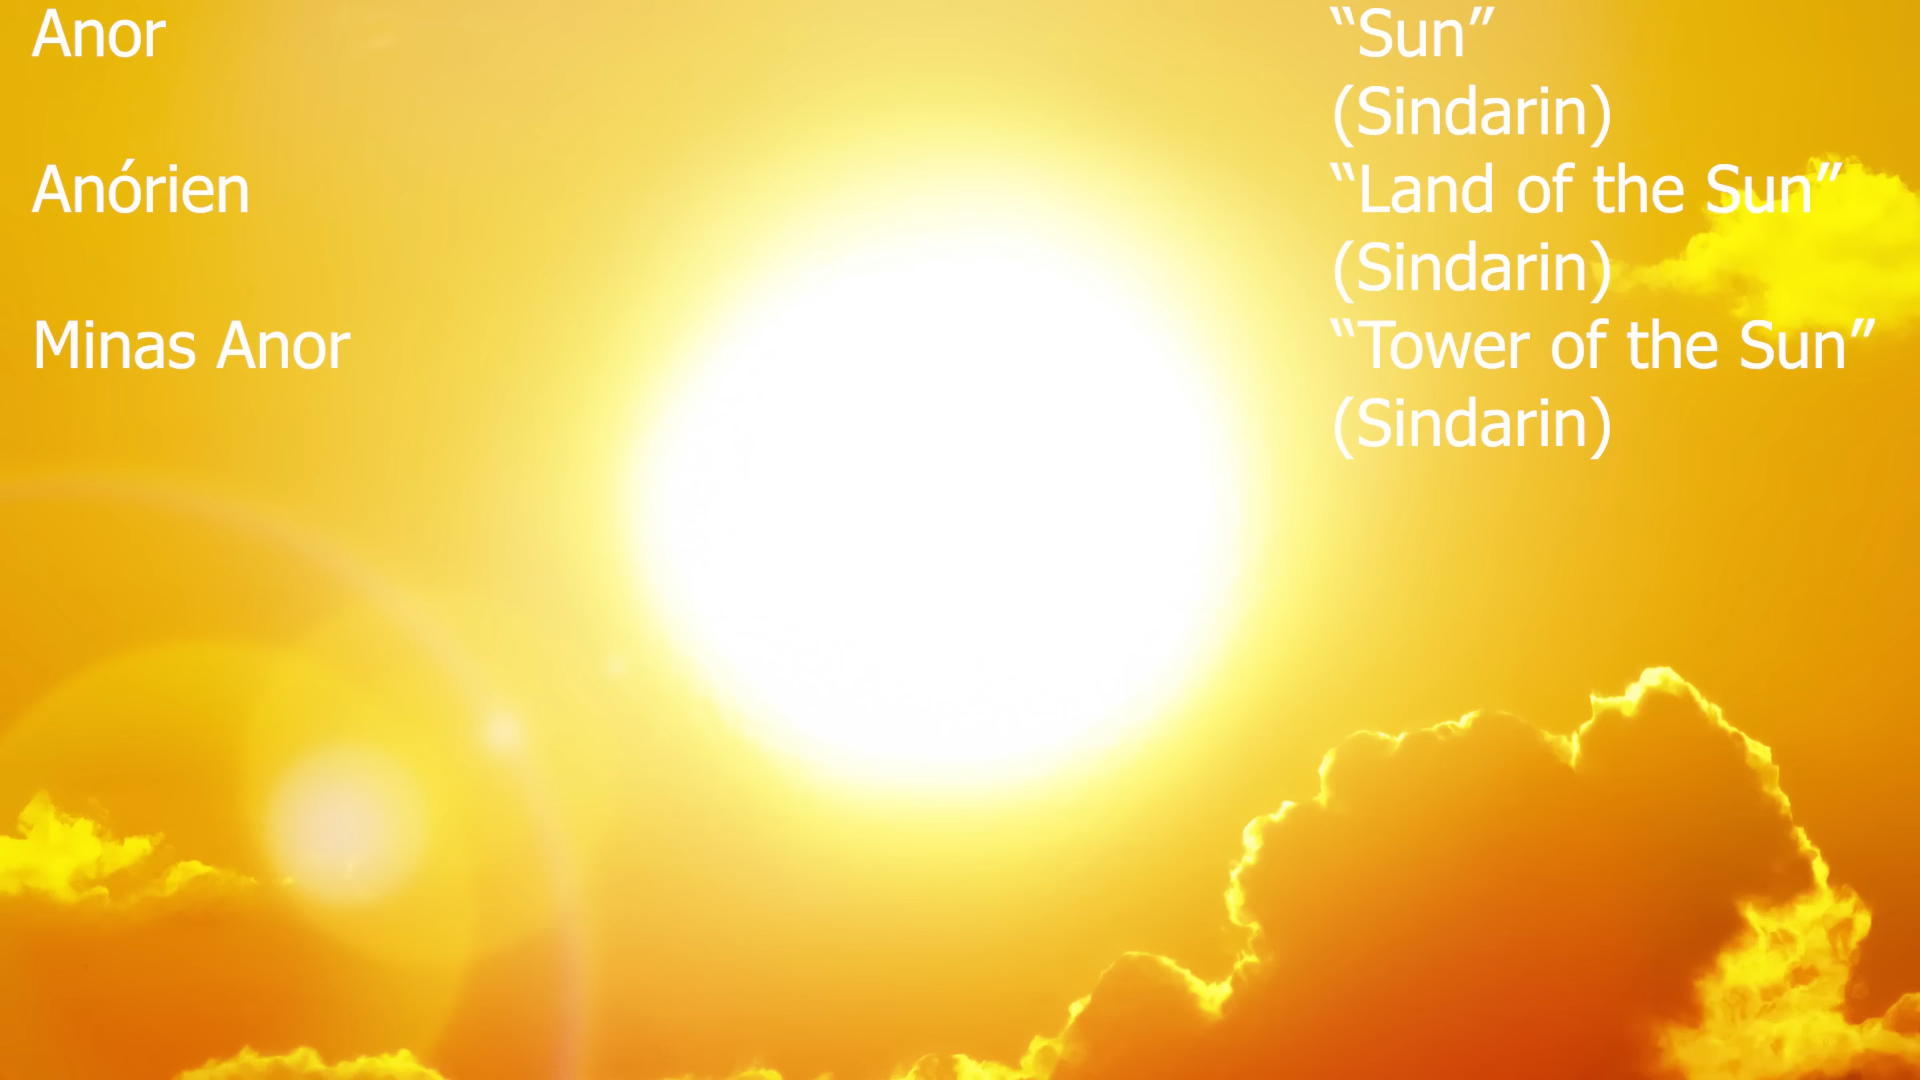 Anor
“Sun”
(Sindarin)
Anórien
“Land of the Sun”
(Sindarin)
Minas Anor
“Tower of the Sun”
(Sindarin)